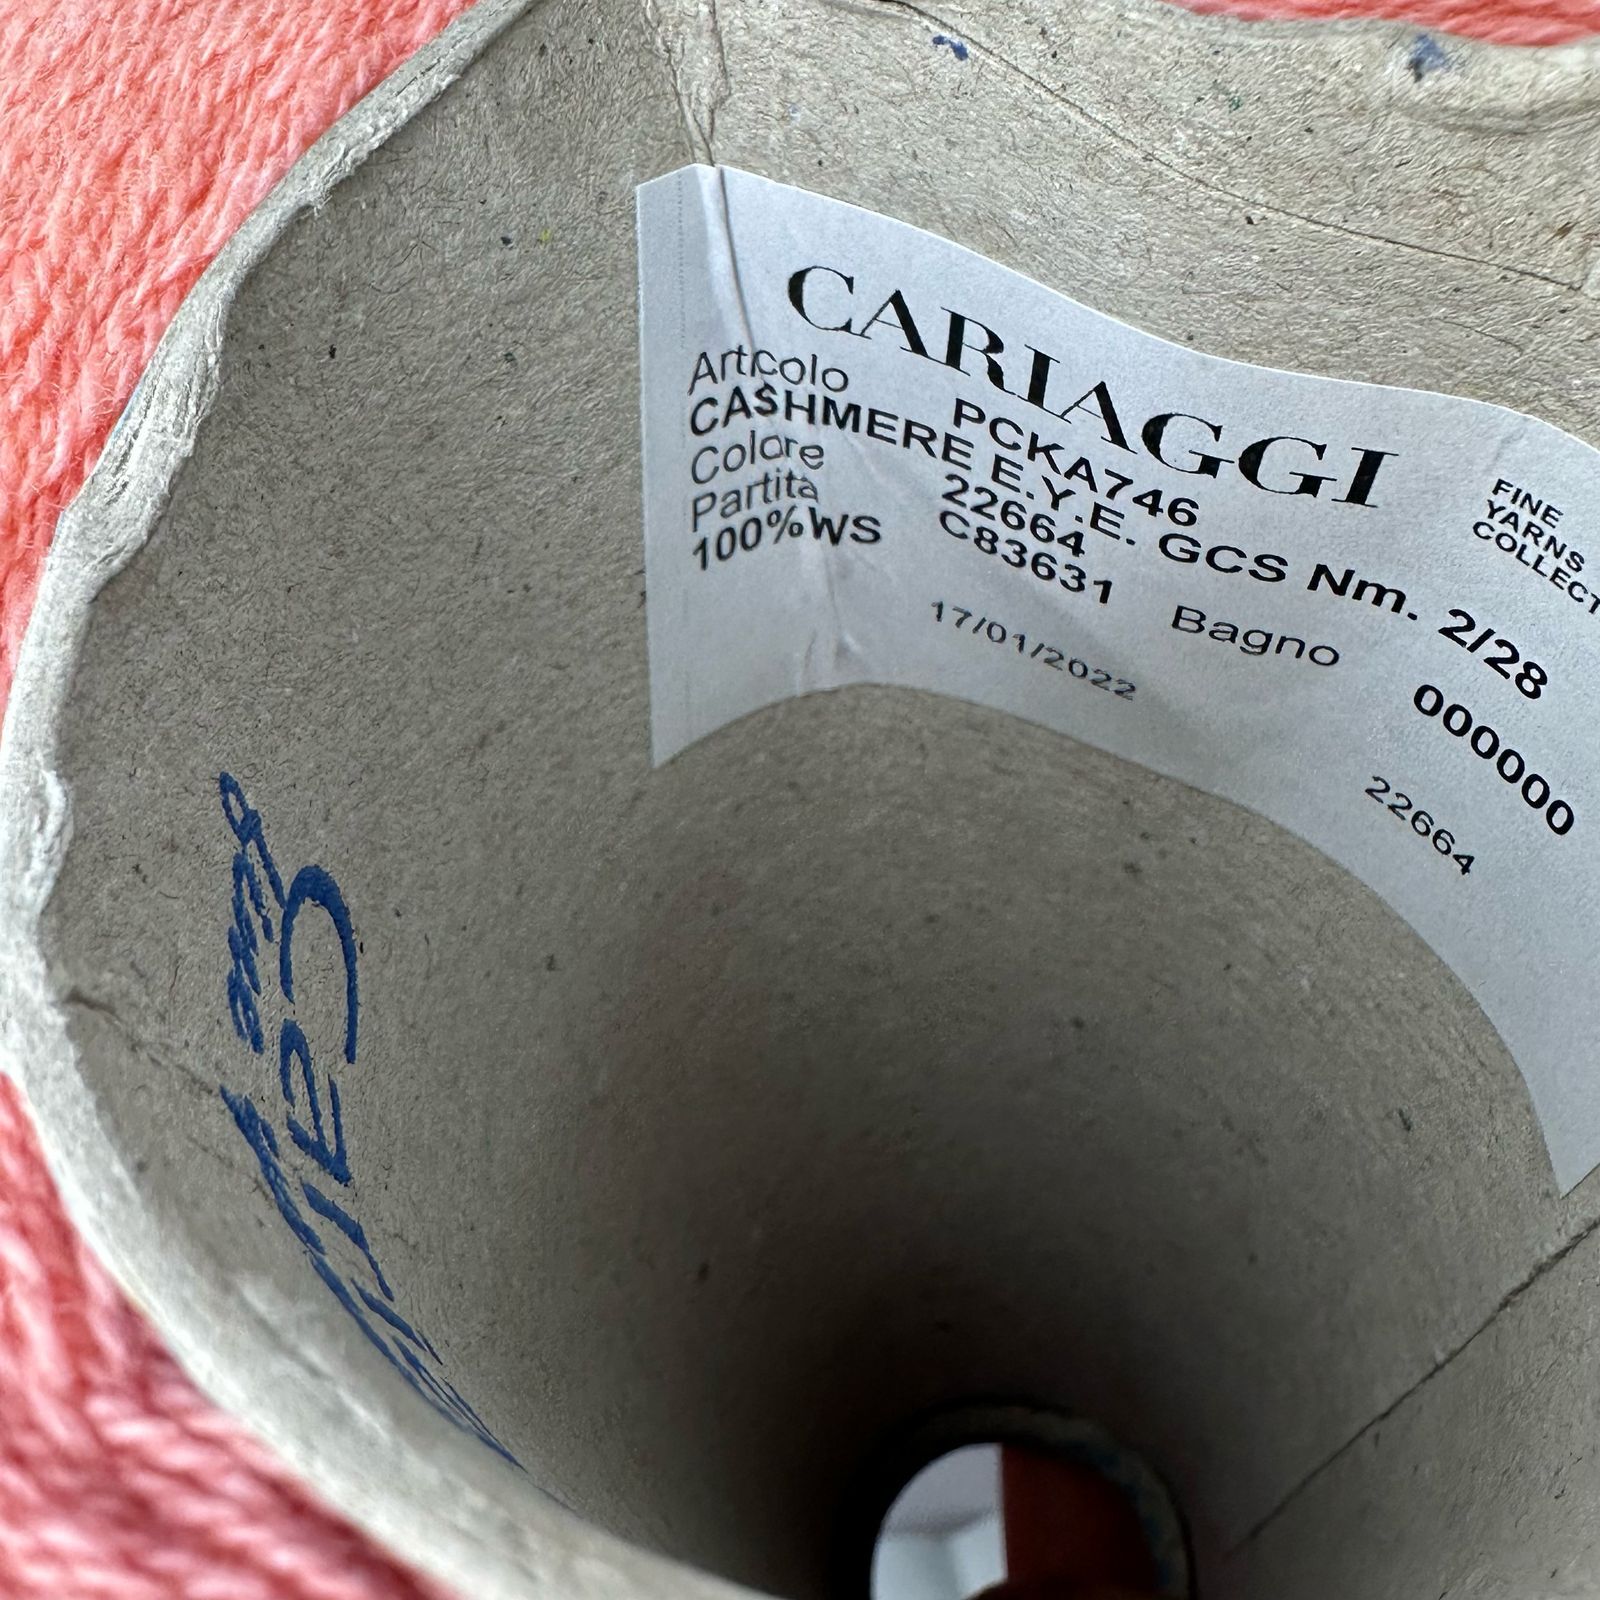 CARIAGGI
FINE
YARNS
COLLECT
Articolo PCKA746
CASHMERE E.Y.E. GCS Nm. 2/28
Colore 22664
Partita C83631 Bagno 000000
100%WS
17/01/2022 22664